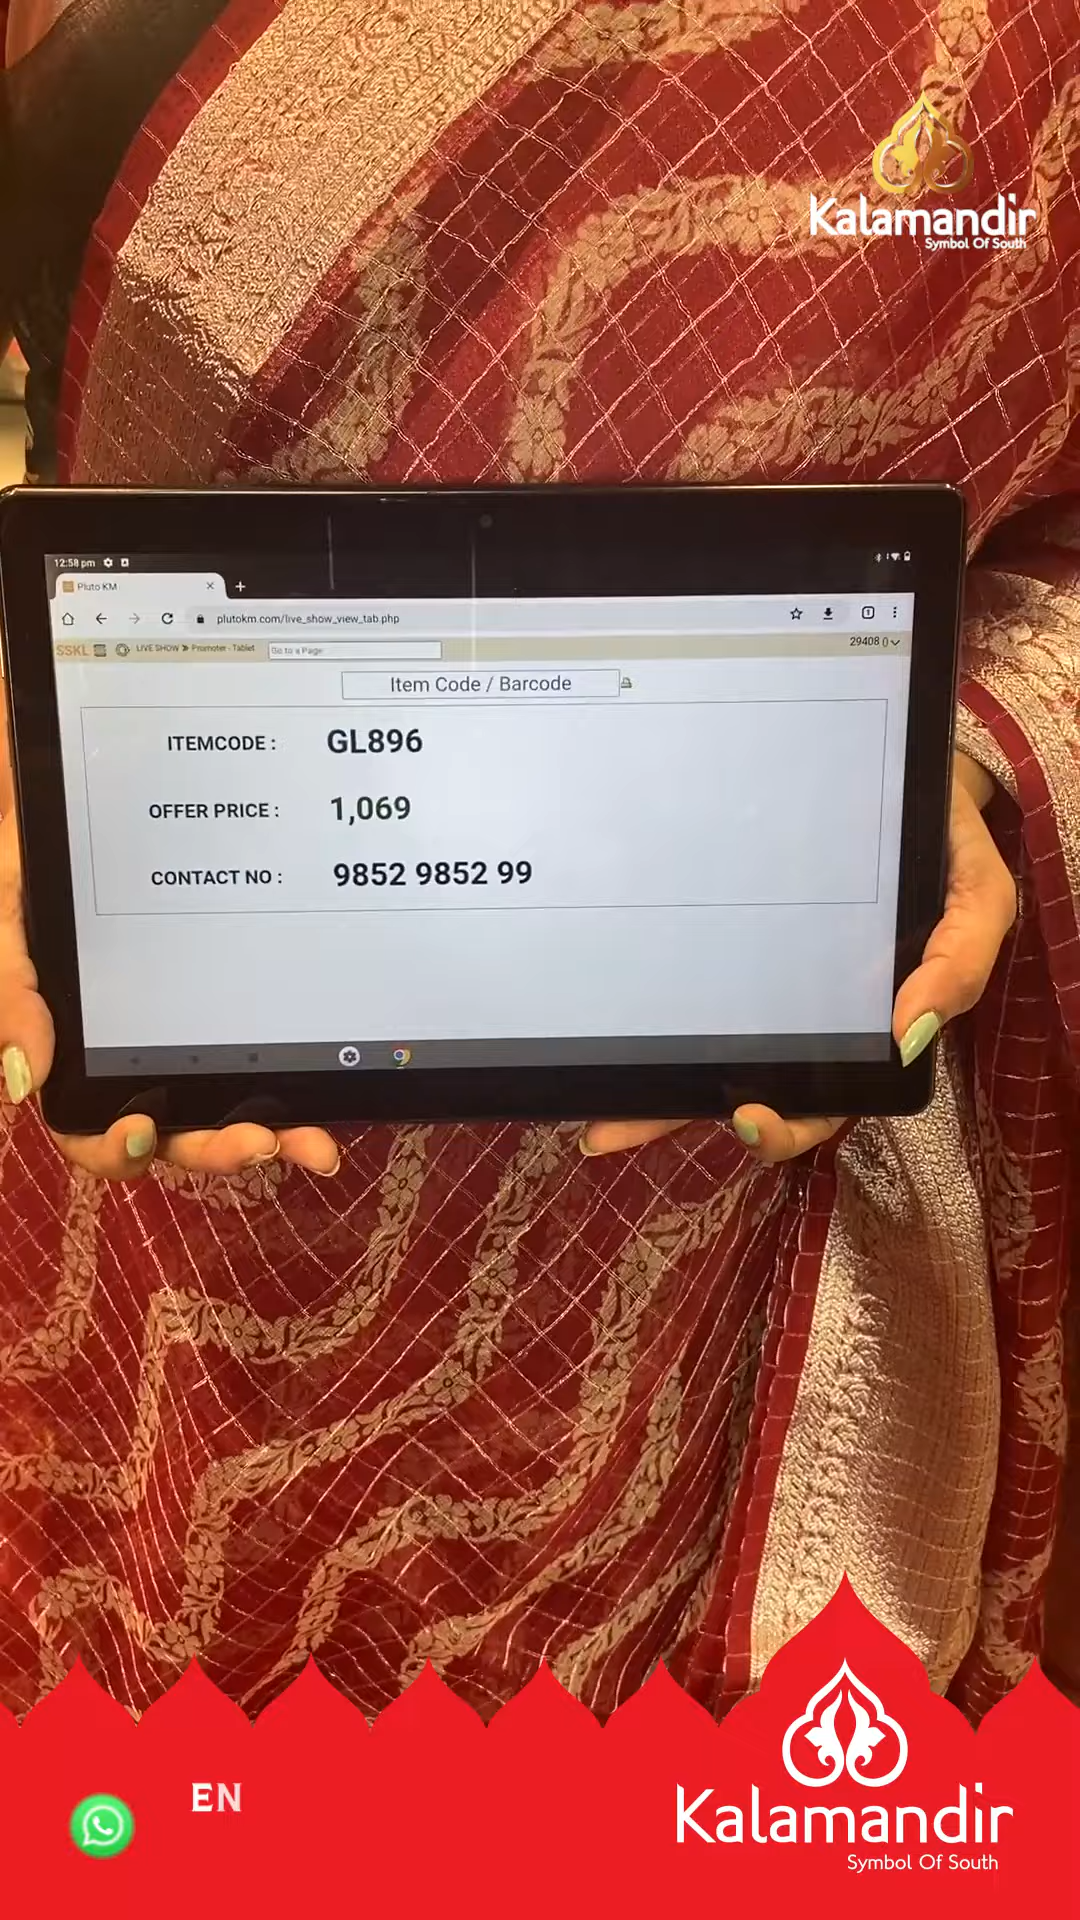 Kalamandir
Symbol Of South
12:58 pm
Pluto KM
plutokm.com/live_show_view_tab.php
SSKL LIVE SHOW Promoter - Tablet Go to a Page 29408 ()
Item Code / Barcode
ITEMCODE : GL896
OFFER PRICE : 1,069
CONTACT NO : 9852 9852 99
EN
Kalamandir
Symbol Of South